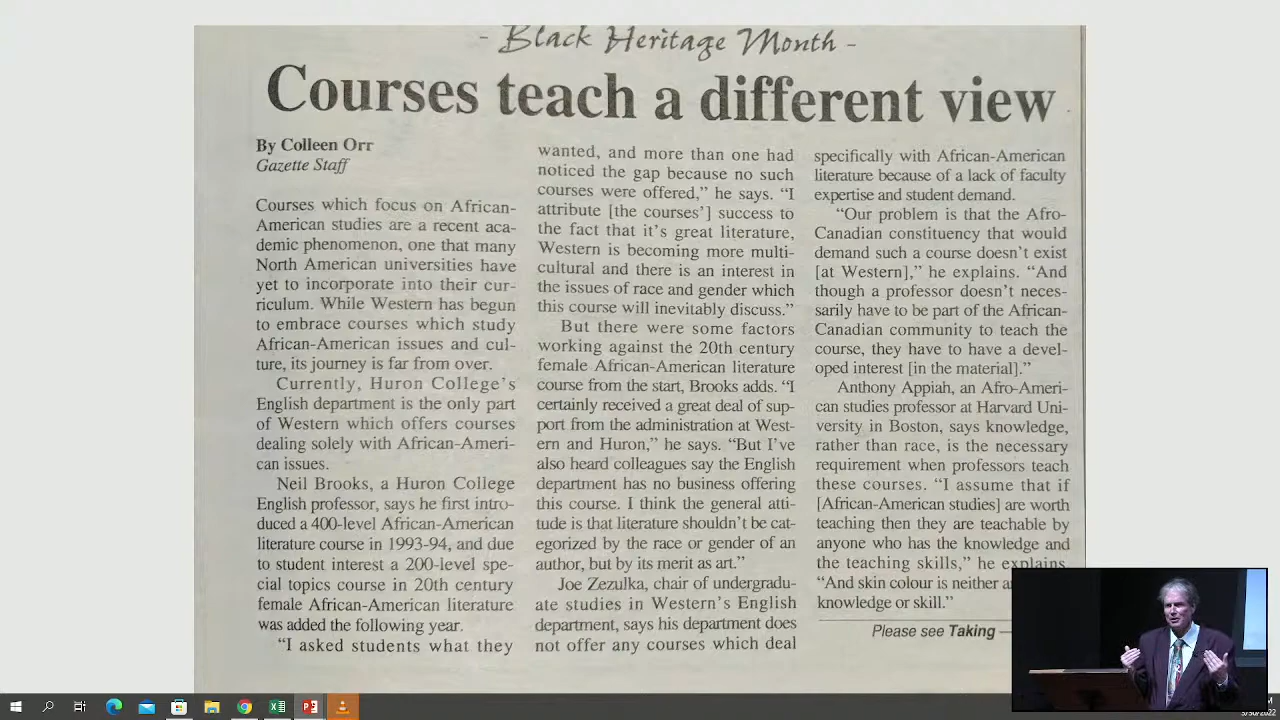 - Black Heritage Month -
Courses teach a different view
By Colleen Orr
Gazette Staff
Courses which focus on African-
American studies are a recent aca-
demic phenomenon, one that many
North American universities have
yet to incorporate into their cur-
riculum. While Western has begun
to embrace courses which study
African-American issues and cul-
ture, its journey is far from over.
Currently, Huron College's
English department is the only part
of Western which offers courses
dealing solely with African-Ameri-
can issues.
Neil Brooks, a Huron College
English professor, says he first intro-
duced a 400-level African-American
literature course in 1993-94, and due
to student interest a 200-level spe-
cial topics course in 20th century
female African-American literature
was added the following year.
"I asked students what they
wanted, and more than one had
noticed the gap because no such
courses were offered," he says. "I
attribute [the courses'] success to
the fact that it's great literature,
Western is becoming more multi-
cultural and there is an interest in
the issues of race and gender which
this course will inevitably discuss."
But there were some factors
working against the 20th century
female African-American literature
course from the start, Brooks adds. "I
certainly received a great deal of sup-
port from the administration at West-
ern and Huron," he says. "But I've
also heard colleagues say the English
department has no business offering
this course. I think the general atti-
tude is that literature shouldn't be cat-
egorized by the race or gender of an
author, but by its merit as art."
Joe Zezulka, chair of undergradu-
ate studies in Western's English
department, says his department does
not offer any courses which deal
specifically with African-American
literature because of a lack of faculty
expertise and student demand.
"Our problem is that the Afro-
Canadian constituency that would
demand such a course doesn't exist
[at Western]," he explains. "And
though a professor doesn't neces-
sarily have to be part of the African-
Canadian community to teach the
course, they have to have a devel-
oped interest [in the material]."
Anthony Appiah, an Afro-Ameri-
can studies professor at Harvard Uni-
versity in Boston, says knowledge,
rather than race, is the necessary
requirement when professors teach
these courses. "I assume that if
[African-American studies] are worth
teaching then they are teachable by
anyone who has the knowledge and
the teaching skills," he explains.
"And skin colour is neither
knowledge or skill."
Please see Taking —